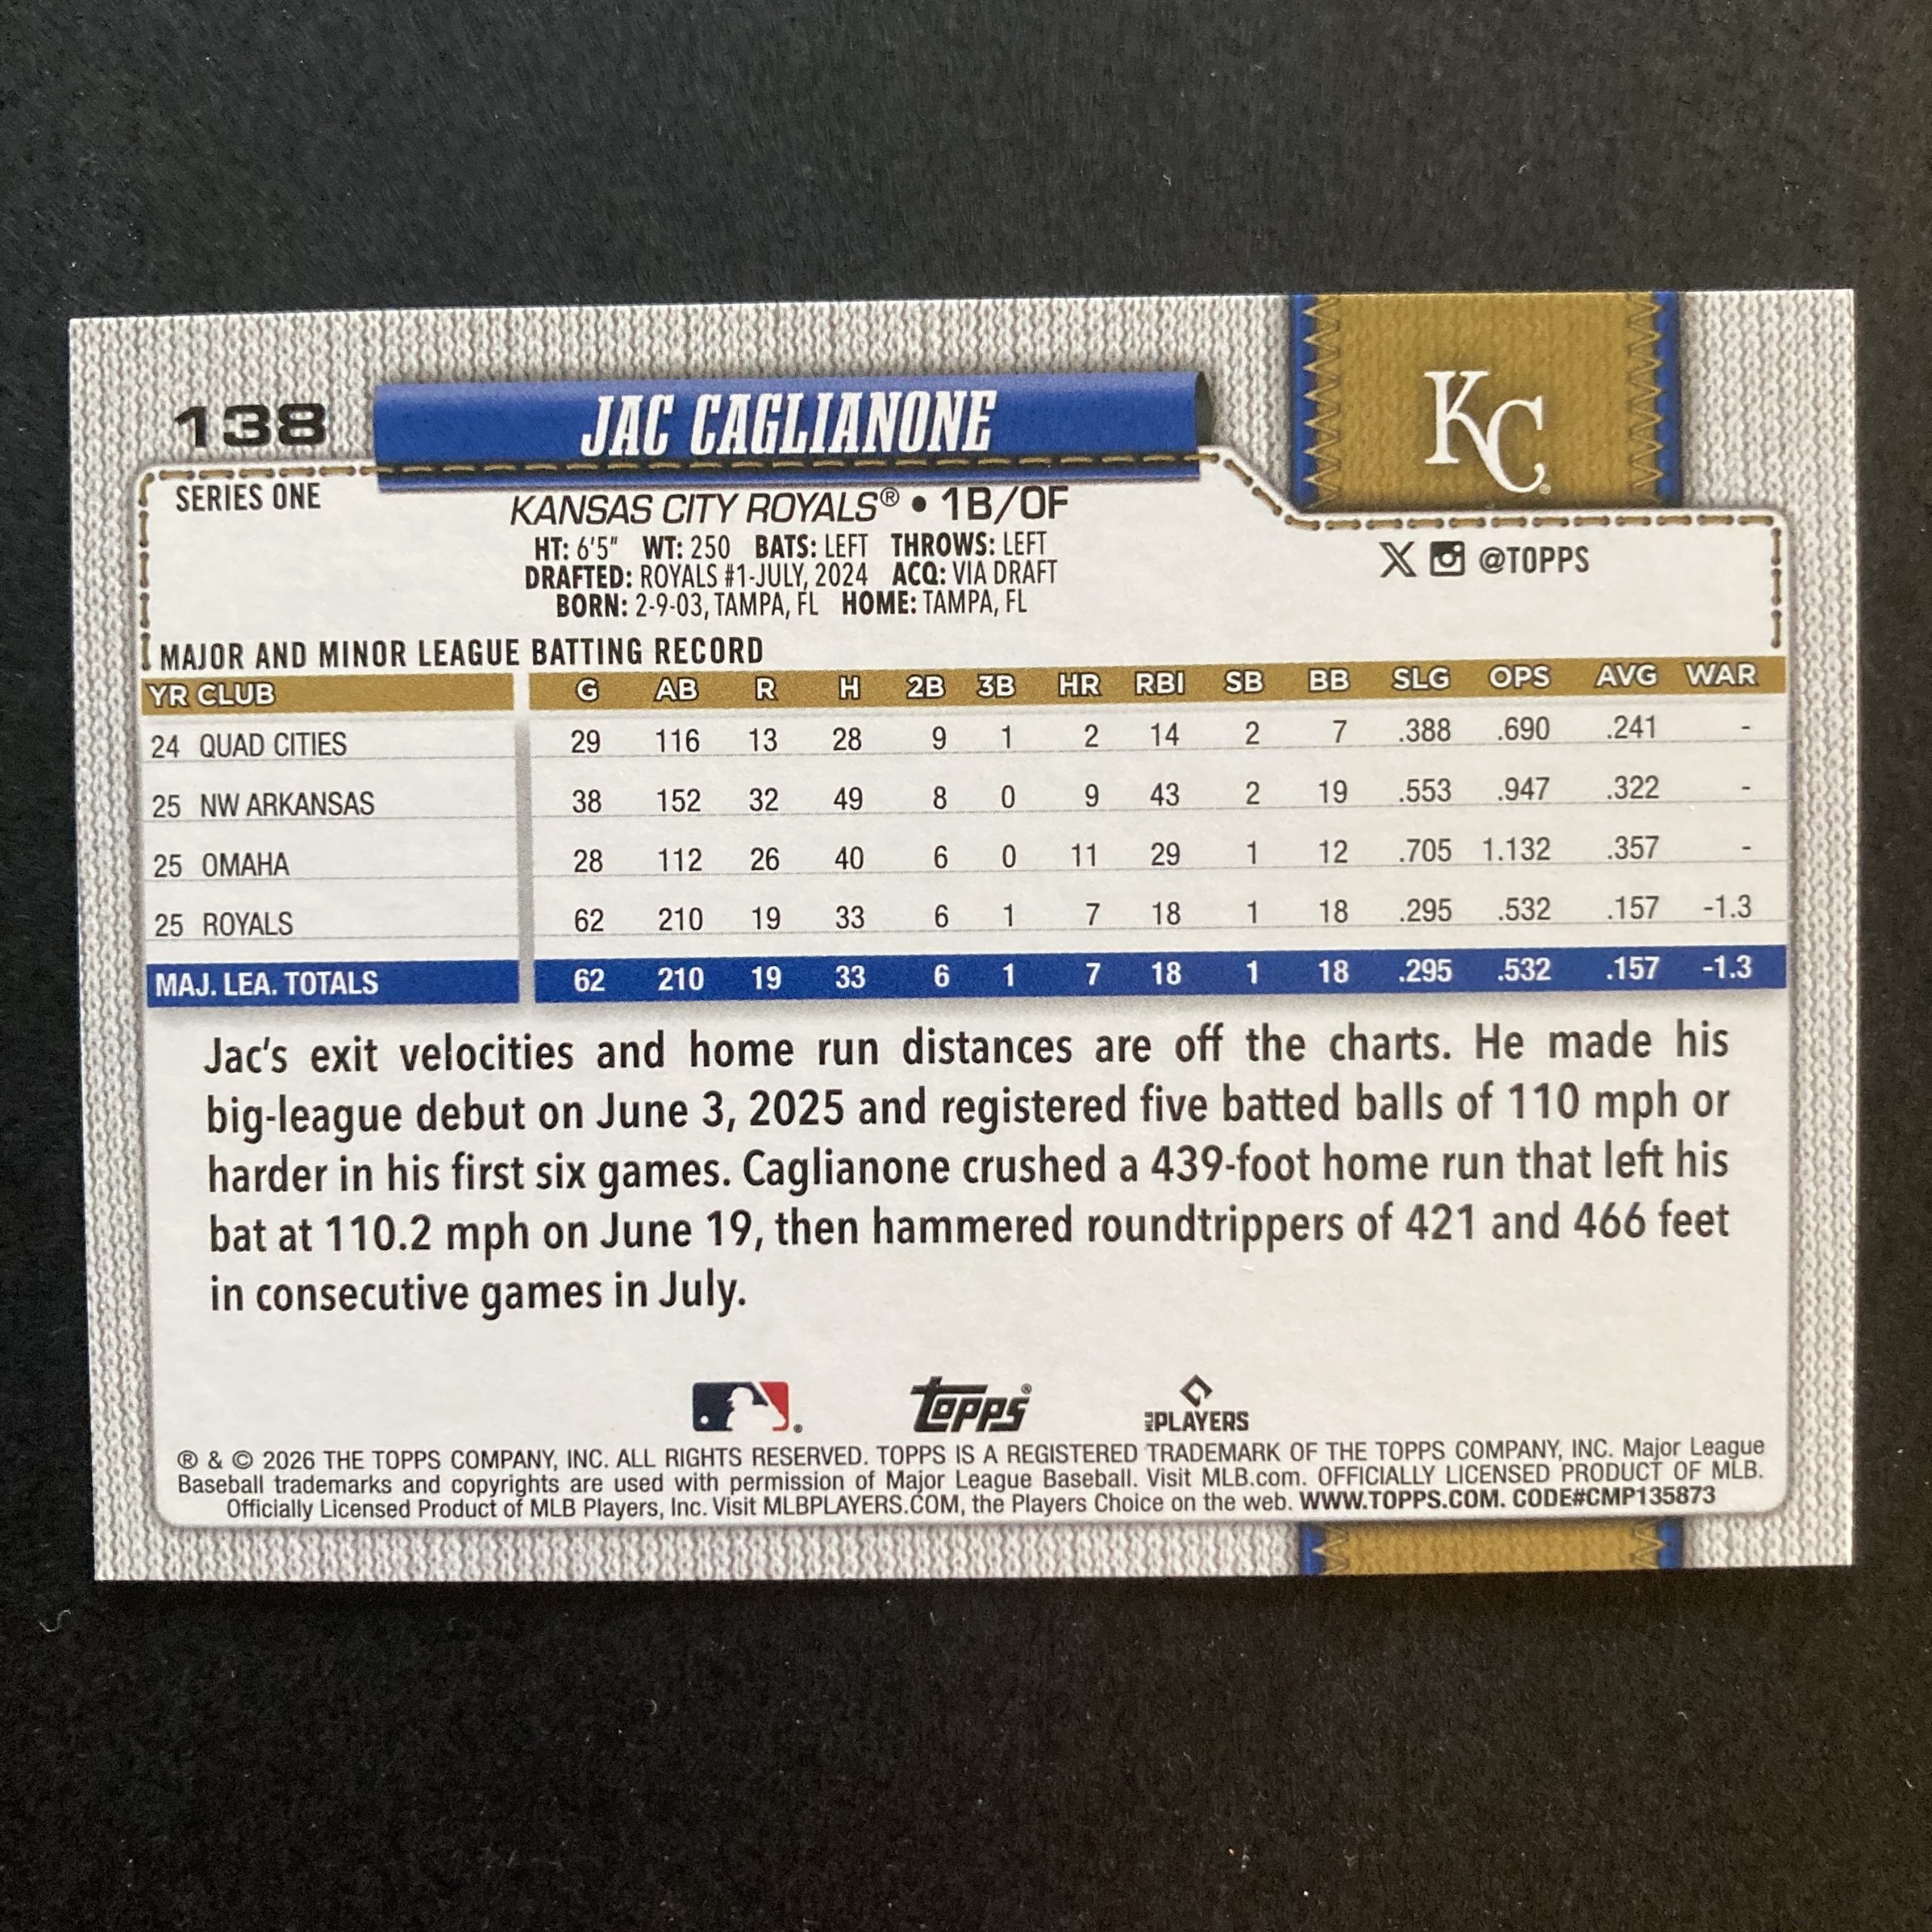 138
JAC CAGLIANONE
KC
SERIES ONE
KANSAS CITY ROYALS® • 1B/OF
HT: 6'5" WT: 250 BATS: LEFT THROWS: LEFT
DRAFTED: ROYALS #1-JULY, 2024 ACQ: VIA DRAFT
BORN: 2-9-03, TAMPA, FL HOME: TAMPA, FL
X @TOPPS
MAJOR AND MINOR LEAGUE BATTING RECORD
YR CLUB G AB R H 2B 3B HR RBI SB BB SLG OPS AVG WAR
24 QUAD CITIES 29 116 13 28 9 1 2 14 2 7 .388 .690 .241 -
25 NW ARKANSAS 38 152 32 49 8 0 9 43 2 19 .553 .947 .322 -
25 OMAHA 28 112 26 40 6 0 11 29 1 12 .705 1.132 .357 -
25 ROYALS 62 210 19 33 6 1 7 18 1 18 .295 .532 .157 -1.3
MAJ. LEA. TOTALS 62 210 19 33 6 1 7 18 1 18 .295 .532 .157 -1.3
Jac's exit velocities and home run distances are off the charts. He made his
big-league debut on June 3, 2025 and registered five batted balls of 110 mph or
harder in his first six games. Caglianone crushed a 439-foot home run that left his
bat at 110.2 mph on June 19, then hammered roundtrippers of 421 and 466 feet
in consecutive games in July.
topps® PLAYERS
® & © 2026 THE TOPPS COMPANY, INC. ALL RIGHTS RESERVED. TOPPS IS A REGISTERED TRADEMARK OF THE TOPPS COMPANY, INC. Major League
Baseball trademarks and copyrights are used with permission of Major League Baseball. Visit MLB.com. OFFICIALLY LICENSED PRODUCT OF MLB.
Officially Licensed Product of MLB Players, Inc. Visit MLBPLAYERS.COM, the Players Choice on the web. WWW.TOPPS.COM. CODE#CMP135873